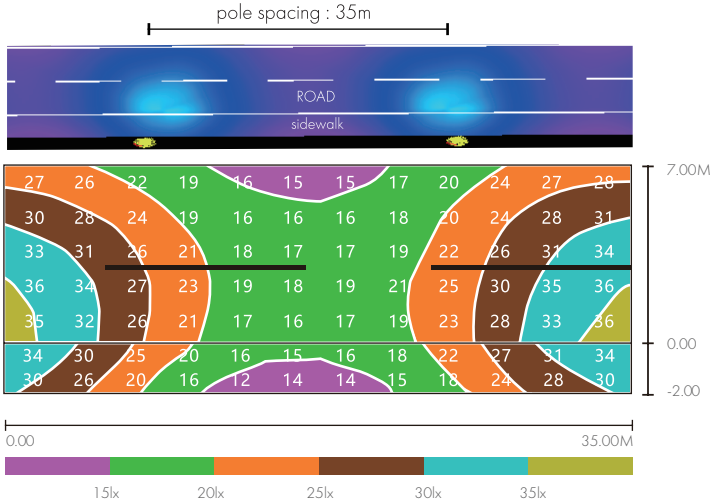 pole spacing : 35m
ROAD
sidewalk
27 26 22 19 16 15 15 17 20 24 27 28
30 28 24 19 16 16 16 18 20 24 28 31
33 31 26 21 18 17 17 19 22 26 31 34
36 34 27 23 19 18 19 21 25 30 35 36
35 32 26 21 17 16 17 19 23 28 33 36
34 30 25 20 16 15 16 18 22 27 31 34
30 26 20 16 12 14 14 15 18 24 28 30
7.00M
0.00
-2.00
0.00 35.00M
15lx 20lx 25lx 30lx 35lx